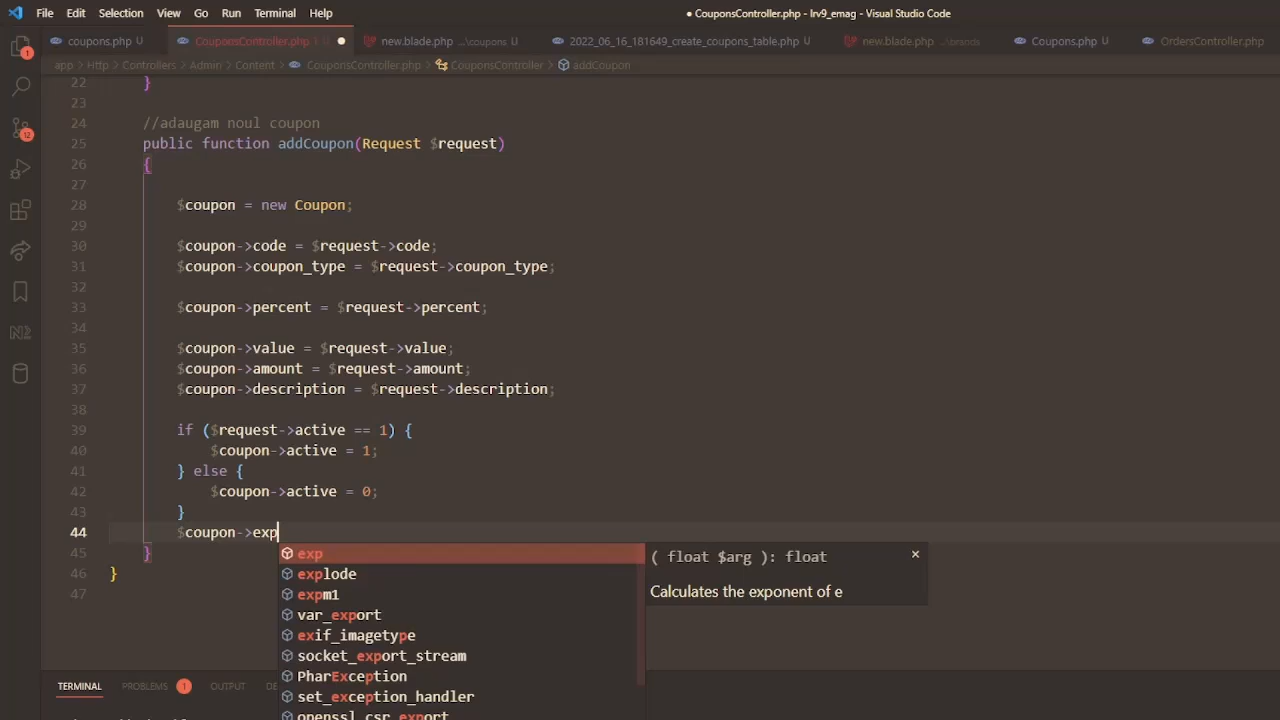 File Edit Selection View Go Run Terminal Help ● CouponsController.php - lrv9_emag - Visual Studio Code
coupons.php U CouponsController.php U ● new.blade.php ...\coupons U 2022_06_16_181649_create_coupons_table.php U new.blade.php ...\brands Coupons.php U OrdersController.php
app > Http > Controllers > Admin > Content > CouponsController.php > CouponsController > addCoupon
22 }
23
24 //adaugam noul coupon
25 public function addCoupon(Request $request)
26 {
27
28 $coupon = new Coupon;
29
30 $coupon->code = $request->code;
31 $coupon->coupon_type = $request->coupon_type;
32
33 $coupon->percent = $request->percent;
34
35 $coupon->value = $request->value;
36 $coupon->amount = $request->amount;
37 $coupon->description = $request->description;
38
39 if ($request->active == 1) {
40 $coupon->active = 1;
41 } else {
42 $coupon->active = 0;
43 }
44 $coupon->exp
45 }
46 }
47
exp
explode
expm1
var_export
exif_imagetype
socket_export_stream
PharException
set_exception_handler
openssl_csr_export
( float $arg ): float
Calculates the exponent of e
1
12
TERMINAL PROBLEMS 1 OUTPUT DE